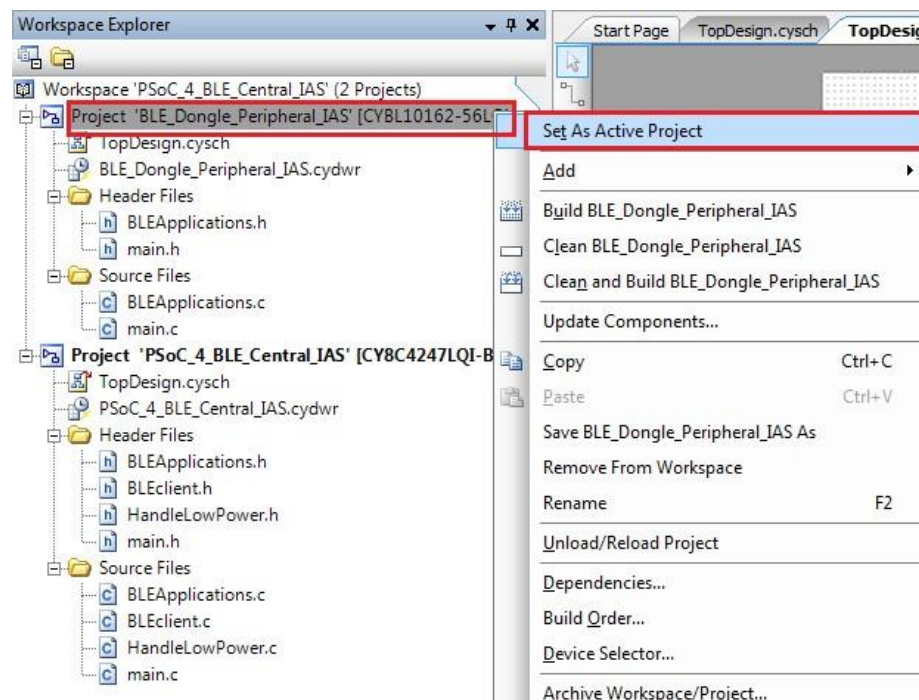 Workspace Explorer
Start Page
TopDesign.cysch
TopDesig
Workspace 'PSoC_4_BLE_Central_IAS' (2 Projects)
Project 'BLE_Dongle_Peripheral_IAS' [CYBL10162-56L
TopDesign.cysch
BLE_Dongle_Peripheral_IAS.cydwr
Header Files
BLEApplications.h
main.h
Source Files
BLEApplications.c
main.c
Project 'PSoC_4_BLE_Central_IAS' [CY8C4247LQI-B
TopDesign.cysch
PSoC_4_BLE_Central_IAS.cydwr
Header Files
BLEApplications.h
BLEclient.h
HandleLowPower.h
main.h
Source Files
BLEApplications.c
BLEclient.c
HandleLowPower.c
main.c
Set As Active Project
Add
Build BLE_Dongle_Peripheral_IAS
Clean BLE_Dongle_Peripheral_IAS
Clean and Build BLE_Dongle_Peripheral_IAS
Update Components...
Copy Ctrl+C
Paste Ctrl+V
Save BLE_Dongle_Peripheral_IAS As
Remove From Workspace
Rename F2
Unload/Reload Project
Dependencies...
Build Order...
Device Selector...
Archive Workspace/Project...